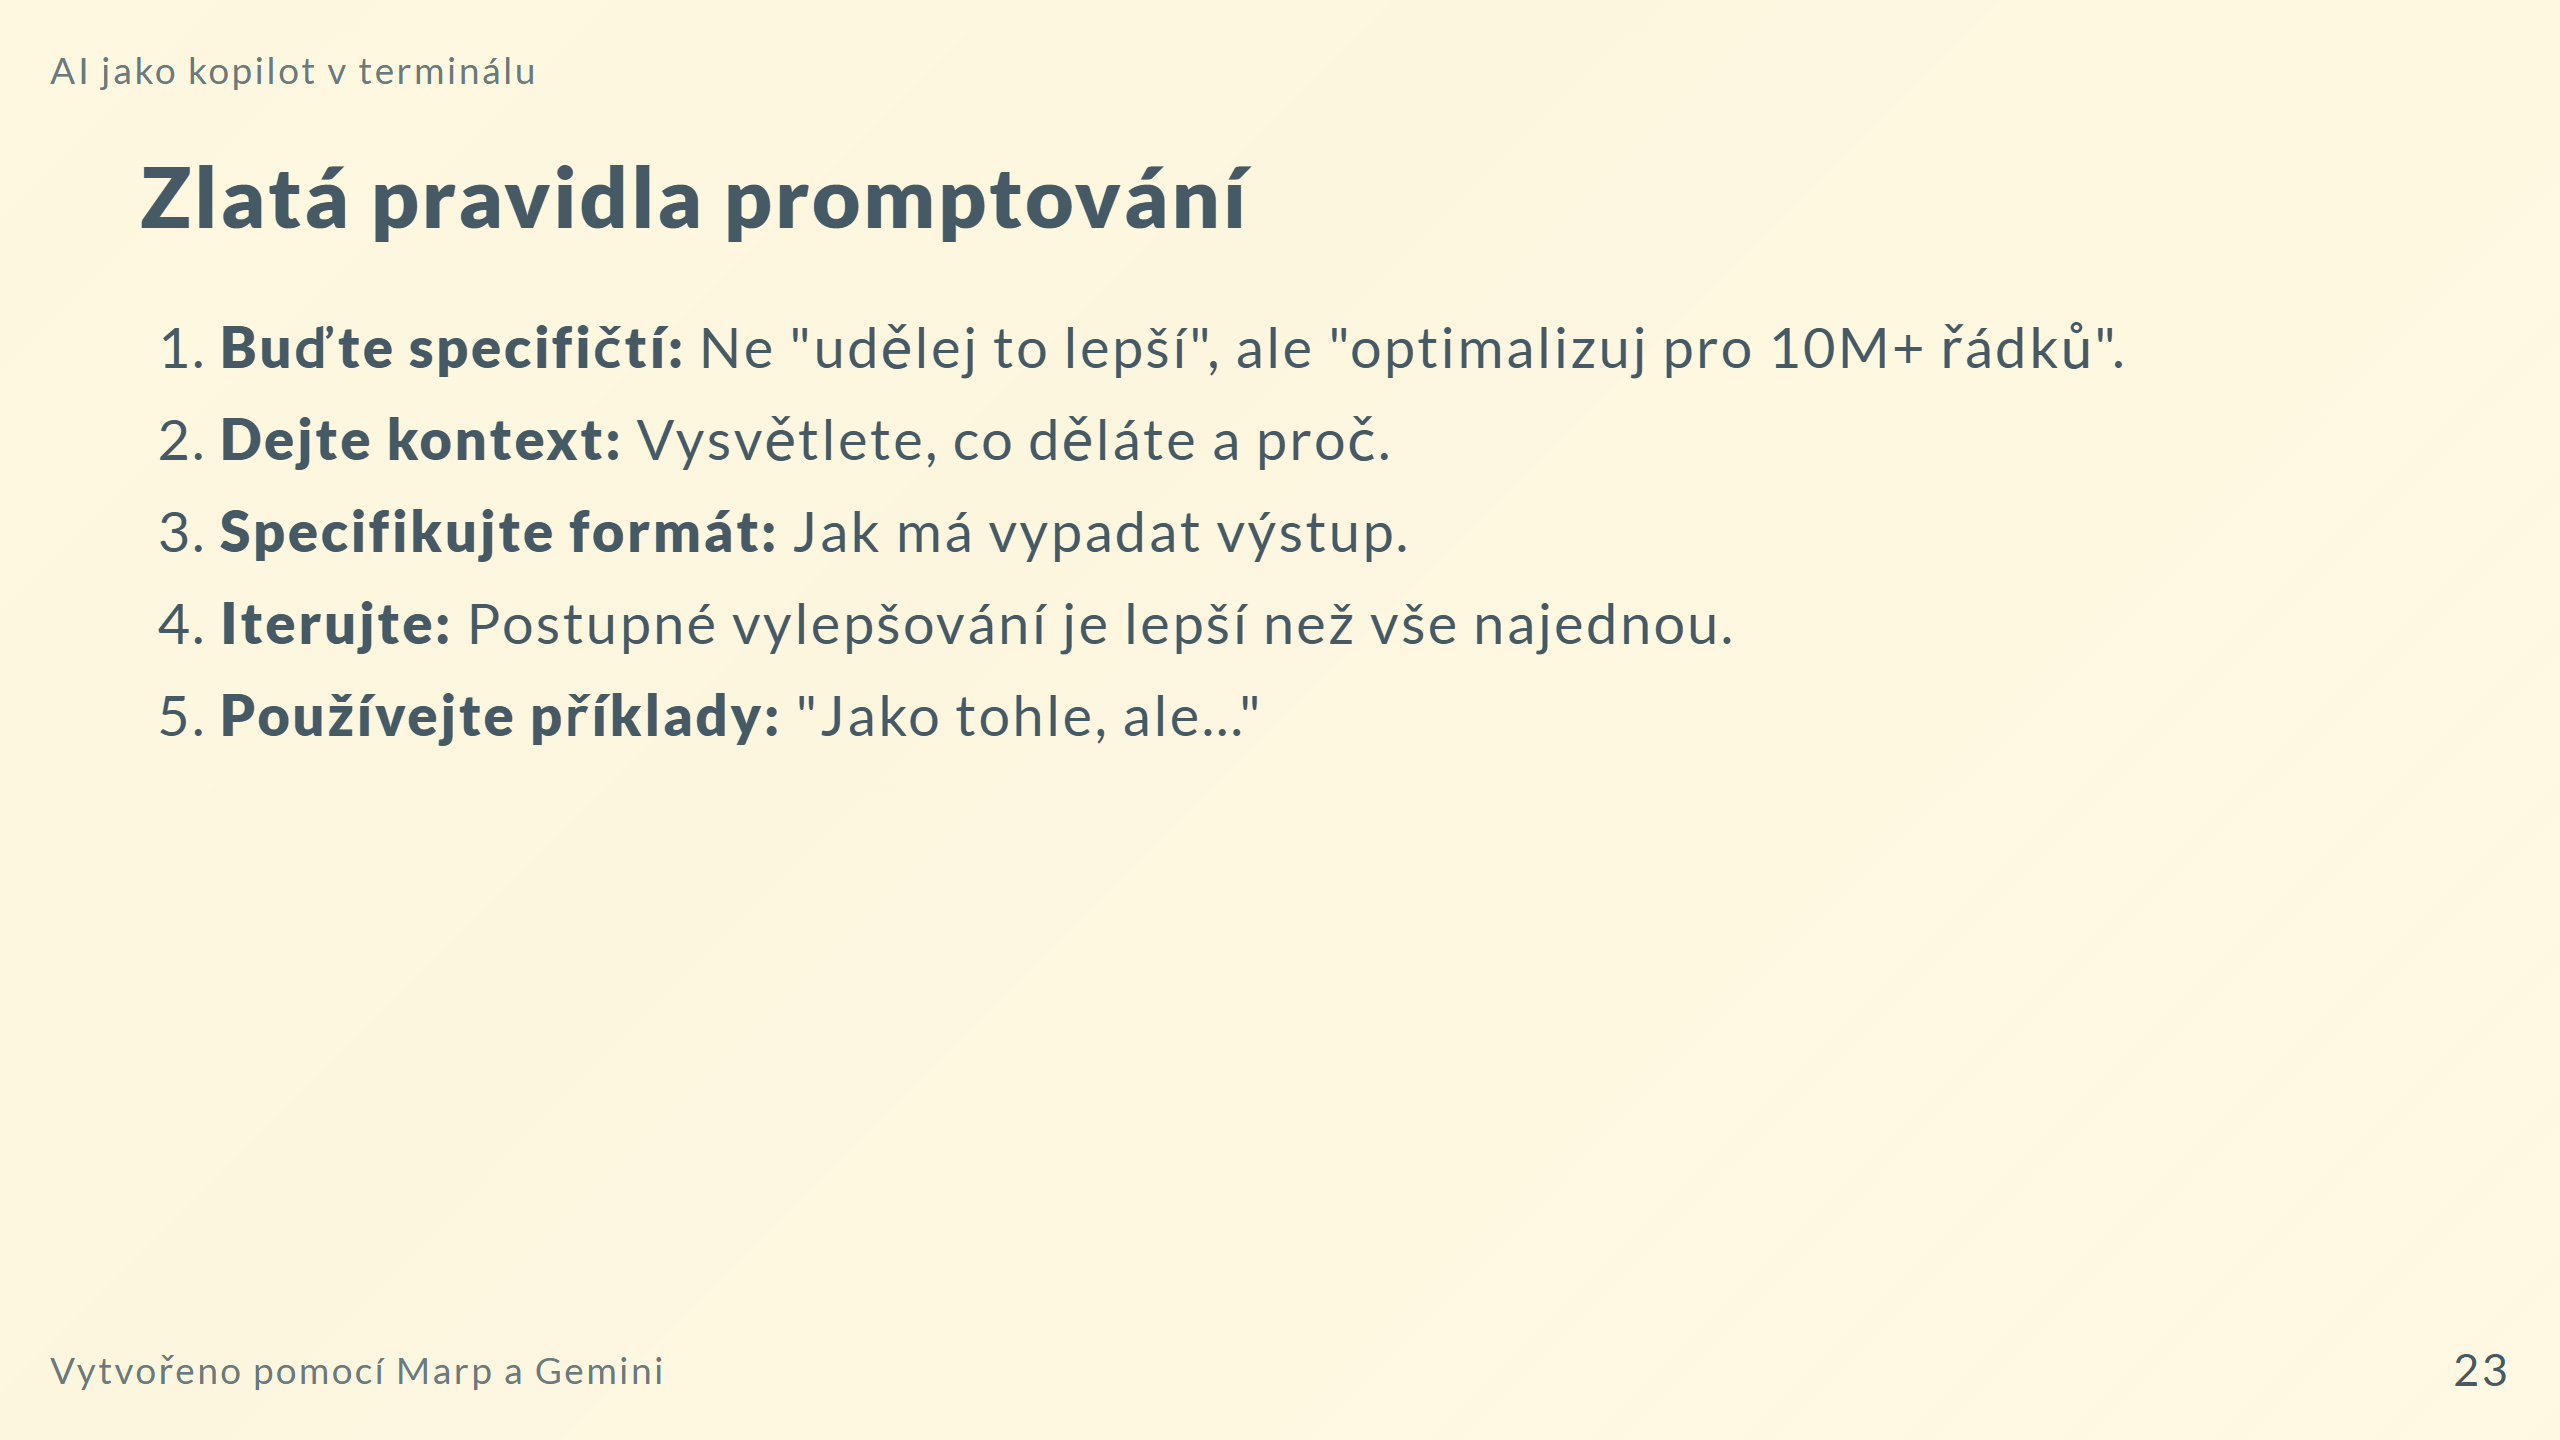 AI jako kopilot v terminálu
Zlatá pravidla promptování
1. Buďte specifičtí: Ne "udělej to lepší", ale "optimalizuj pro 10M+ řádků".
2. Dejte kontext: Vysvětlete, co děláte a proč.
3. Specifikujte formát: Jak má vypadat výstup.
4. Iterujte: Postupné vylepšování je lepší než vše najednou.
5. Používejte příklady: "Jako tohle, ale..."
Vytvořeno pomocí Marp a Gemini
23